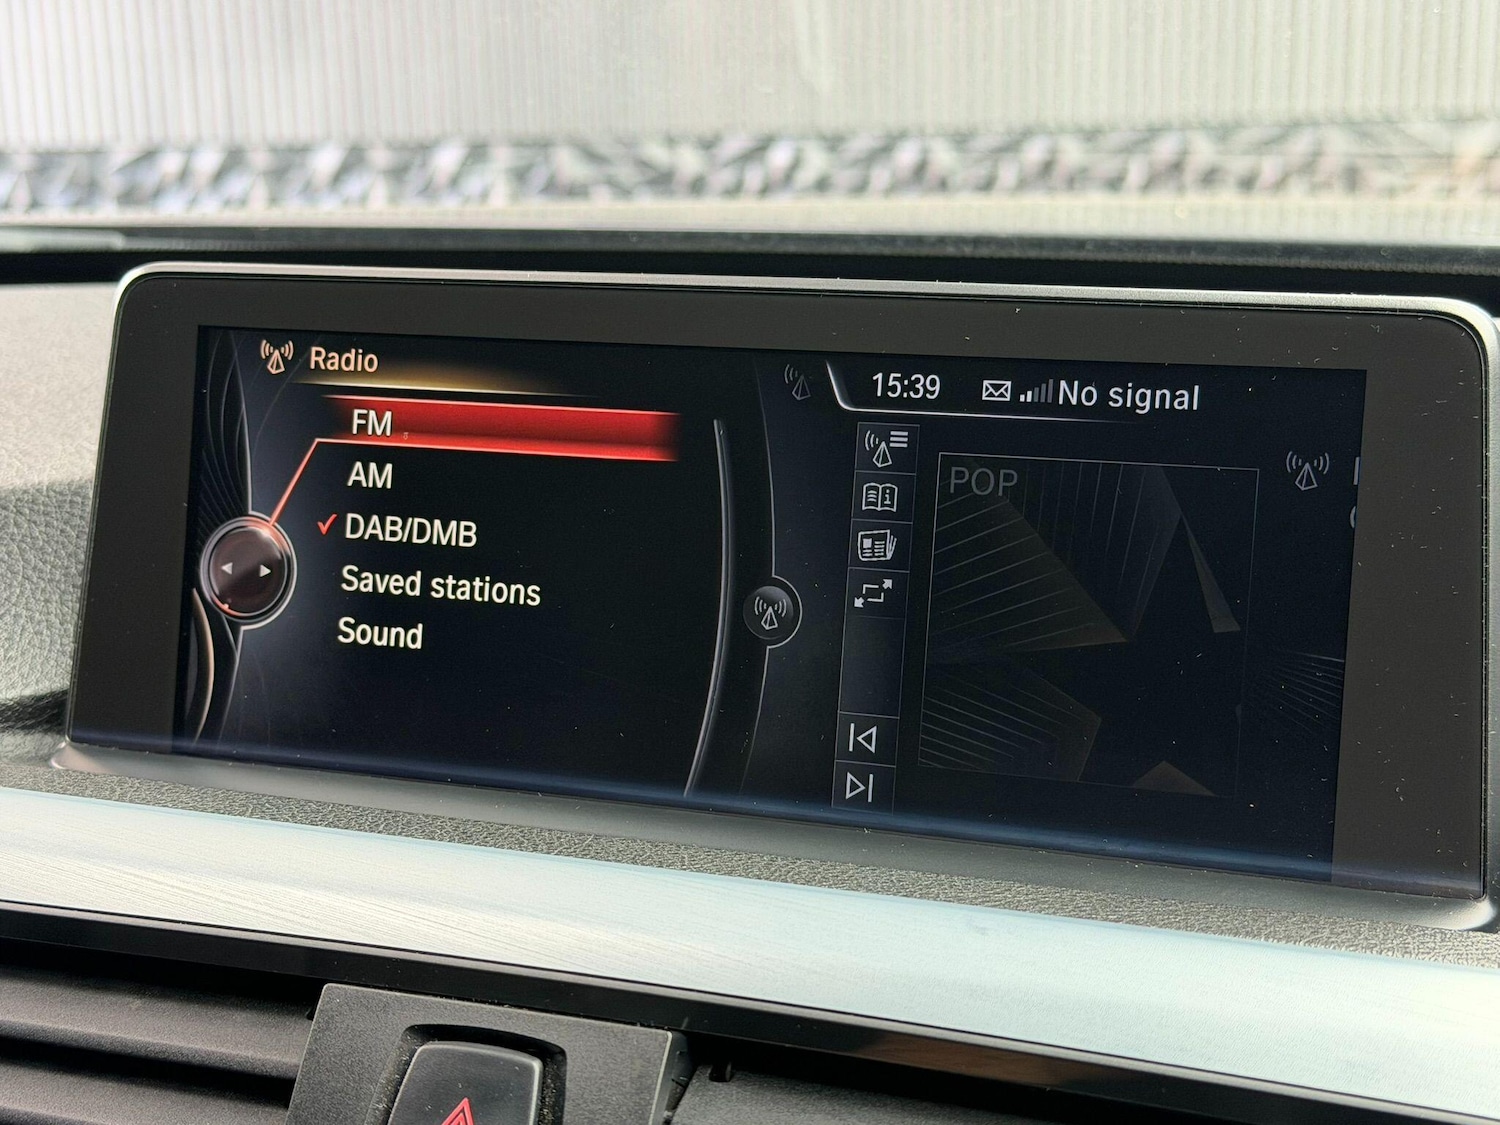 Radio
15:39 No signal
FM
AM
DAB/DMB
Saved stations
Sound
POP